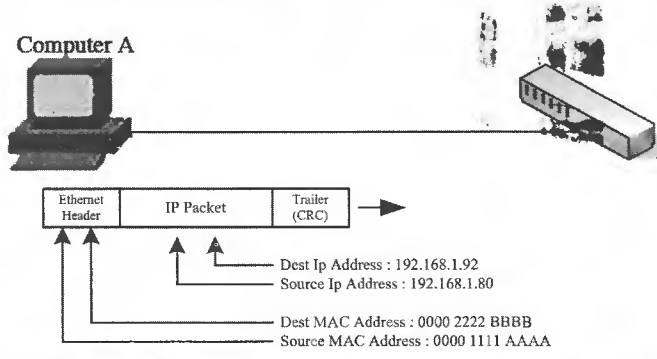 Computer A
Ethernet
Header
IP Packet
Trailer
(CRC)
Dest Ip Address : 192.168.1.92
Source Ip Address : 192.168.1.80
Dest MAC Address : 0000 2222 BBBB
Source MAC Address : 0000 1111 AAAA